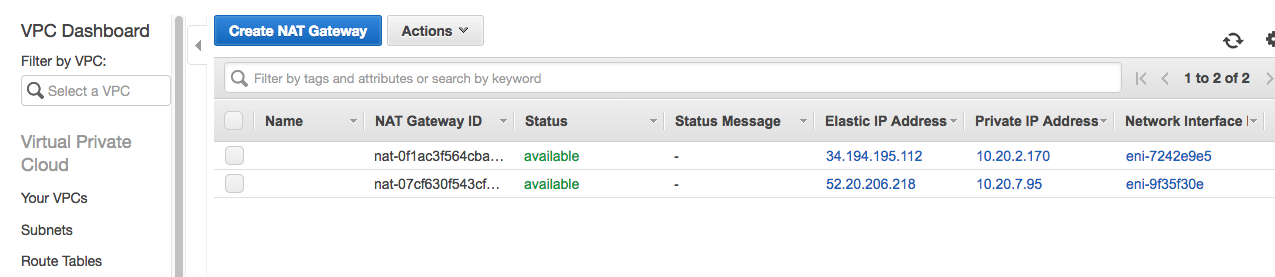 VPC Dashboard
Filter by VPC:
Select a VPC
Virtual Private
Cloud
Your VPCs
Subnets
Route Tables
Create NAT Gateway Actions
Filter by tags and attributes or search by keyword 1 to 2 of 2
Name NAT Gateway ID Status Status Message Elastic IP Address Private IP Address Network Interface I
nat-0f1ac3f564cba... available - 34.194.195.112 10.20.2.170 eni-7242e9e5
nat-07cf630f543cf... available - 52.20.206.218 10.20.7.95 eni-9f35f30e